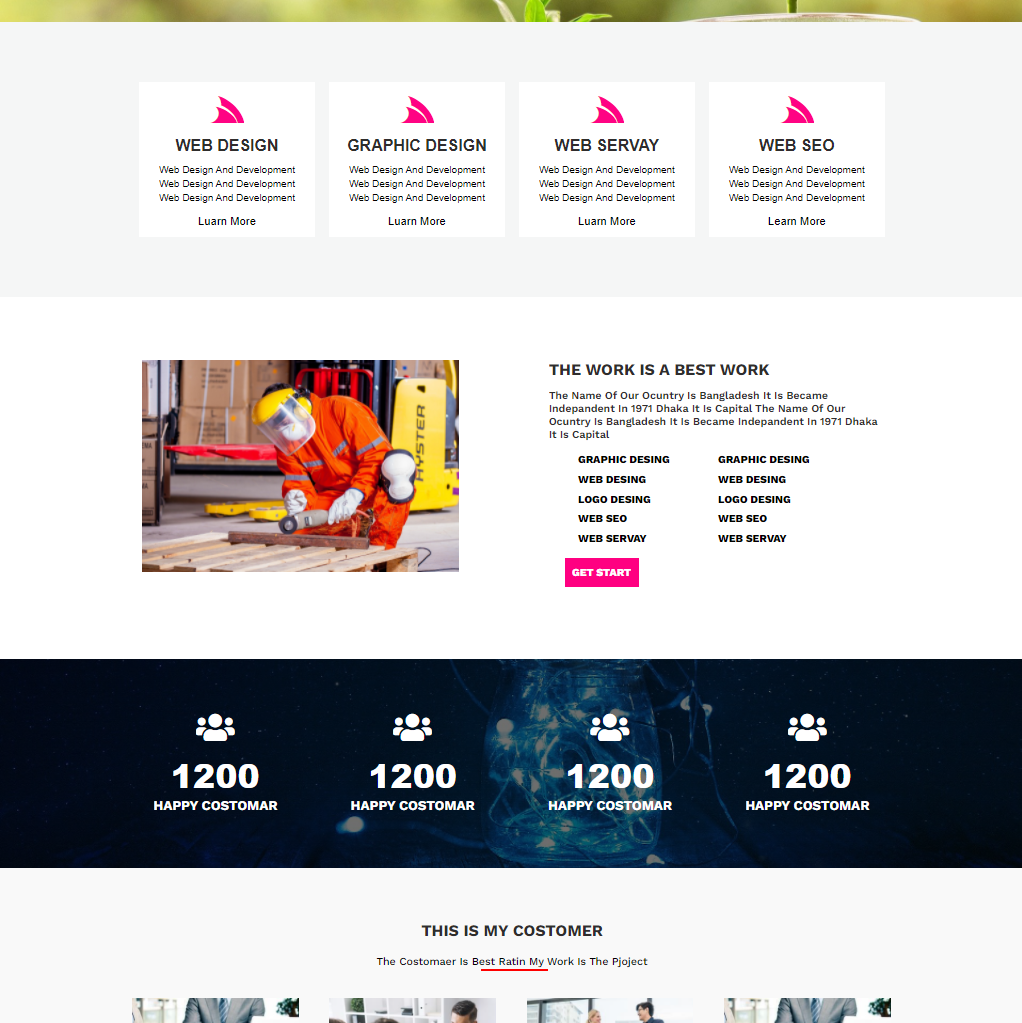 WEB DESIGN
Web Design And Development
Web Design And Development
Web Design And Development
Luarn More
GRAPHIC DESIGN
Web Design And Development
Web Design And Development
Web Design And Development
Luarn More
WEB SERVAY
Web Design And Development
Web Design And Development
Web Design And Development
Luarn More
WEB SEO
Web Design And Development
Web Design And Development
Web Design And Development
Learn More
HYSTER
THE WORK IS A BEST WORK
The Name Of Our Ocuntry Is Bangladesh It Is Became
Indepandent In 1971 Dhaka It Is Capital The Name Of Our
Ocuntry Is Bangladesh It Is Became Indepandent In 1971 Dhaka
It Is Capital
GRAPHIC DESING
WEB DESING
LOGO DESING
WEB SEO
WEB SERVAY
GRAPHIC DESING
WEB DESING
LOGO DESING
WEB SEO
WEB SERVAY
GET START
1200
HAPPY COSTOMAR
1200
HAPPY COSTOMAR
1200
HAPPY COSTOMAR
1200
HAPPY COSTOMAR
THIS IS MY COSTOMER
The Costomaer Is Best Ratin My Work Is The Pjoject